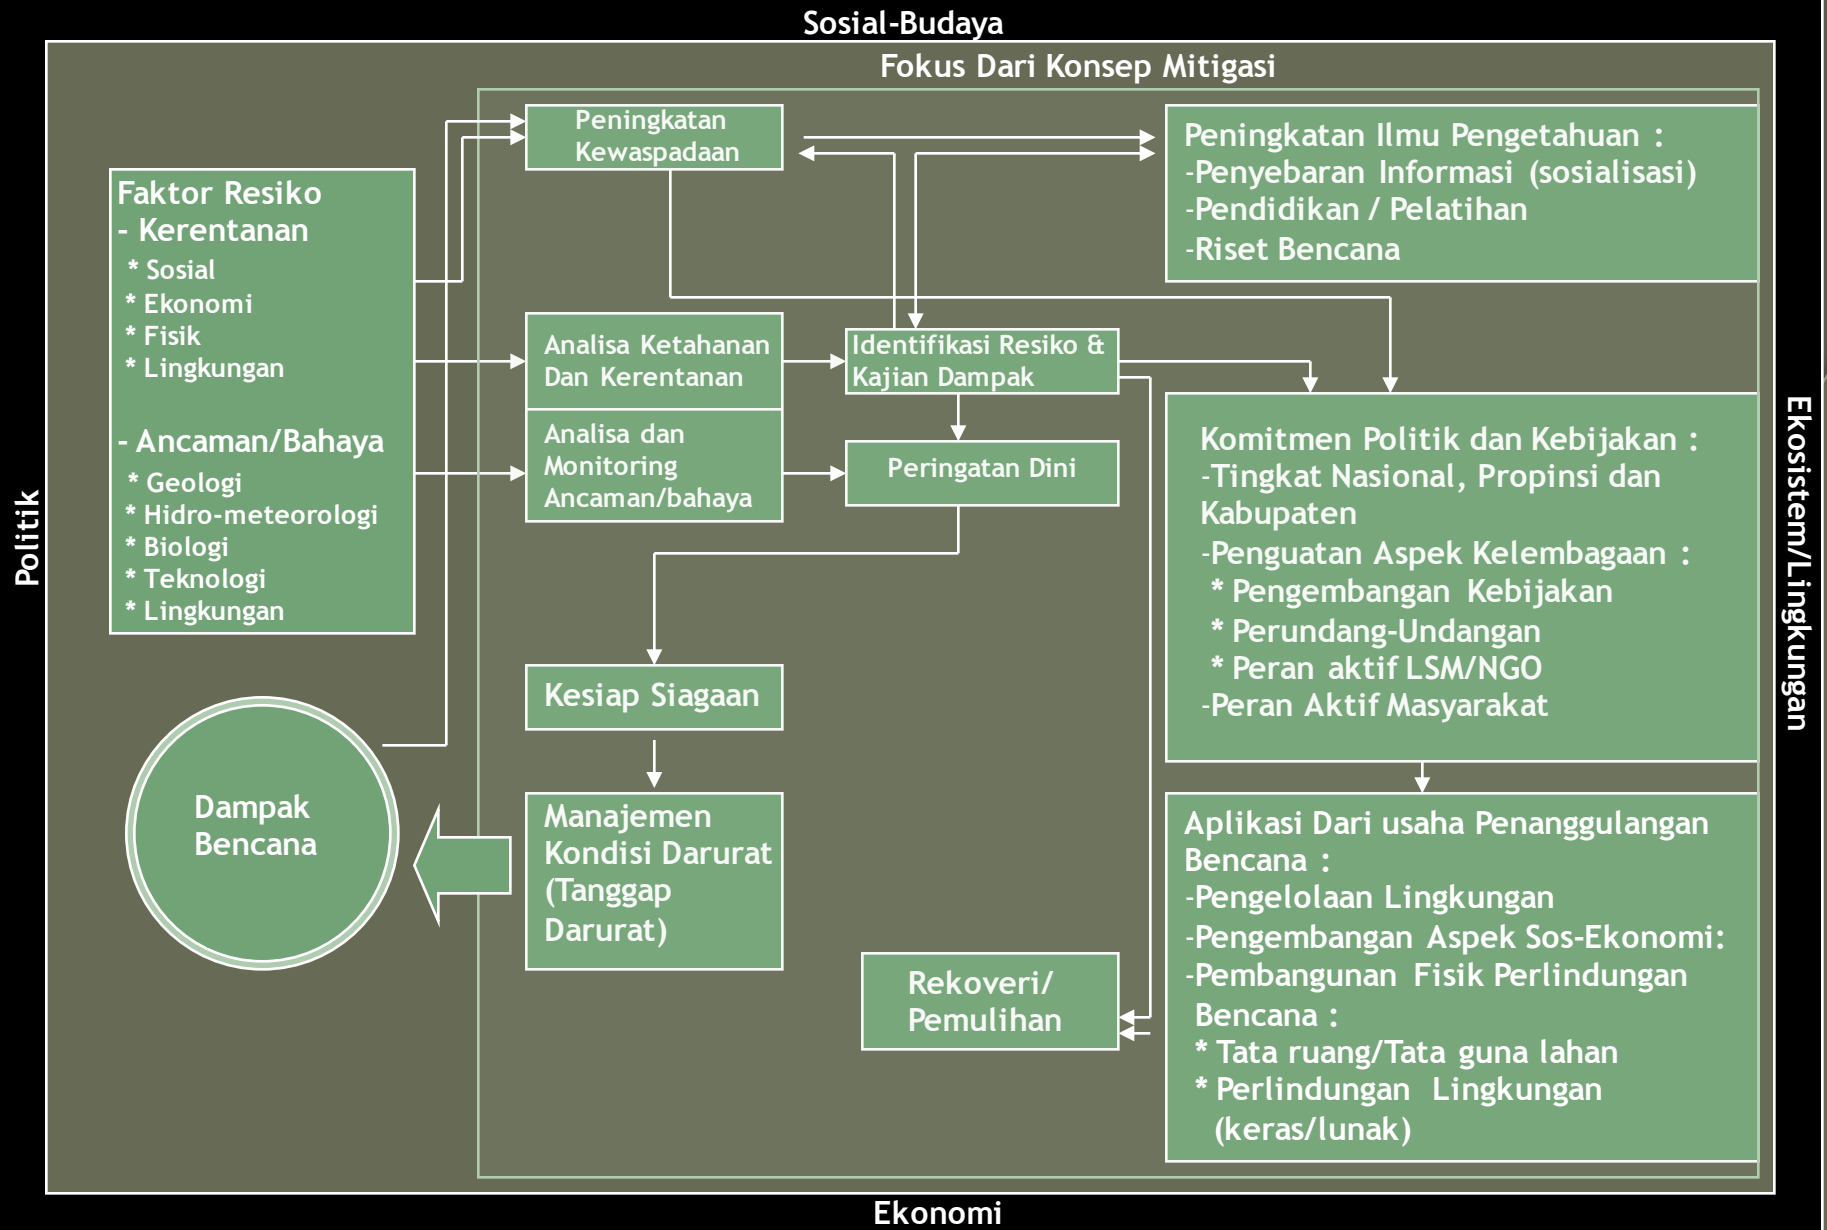 Sosial-Budaya
Fokus Dari Konsep Mitigasi
Peningkatan
Kewaspadaan
Peningkatan Ilmu Pengetahuan :
-Penyebaran Informasi (sosialisasi)
-Pendidikan / Pelatihan
-Riset Bencana
Faktor Resiko
- Kerentanan
* Sosial
* Ekonomi
* Fisik
* Lingkungan
- Ancaman/Bahaya
* Geologi
* Hidro-meteorologi
* Biologi
* Teknologi
* Lingkungan
Analisa Ketahanan
Dan Kerentanan
Analisa dan
Monitoring
Ancaman/bahaya
Identifikasi Resiko &
Kajian Dampak
Peringatan Dini
Komitmen Politik dan Kebijakan :
-Tingkat Nasional, Propinsi dan
Kabupaten
-Penguatan Aspek Kelembagaan :
* Pengembangan Kebijakan
* Perundang-Undangan
* Peran aktif LSM/NGO
-Peran Aktif Masyarakat
Politik
Ekosistem/Lingkungan
Kesiap Siagaan
Dampak
Bencana
Manajemen
Kondisi Darurat
(Tanggap
Darurat)
Rekoveri/
Pemulihan
Aplikasi Dari usaha Penanggulangan
Bencana :
-Pengelolaan Lingkungan
-Pengembangan Aspek Sos-Ekonomi:
-Pembangunan Fisik Perlindungan
Bencana :
* Tata ruang/Tata guna lahan
* Perlindungan Lingkungan
(keras/lunak)
Ekonomi